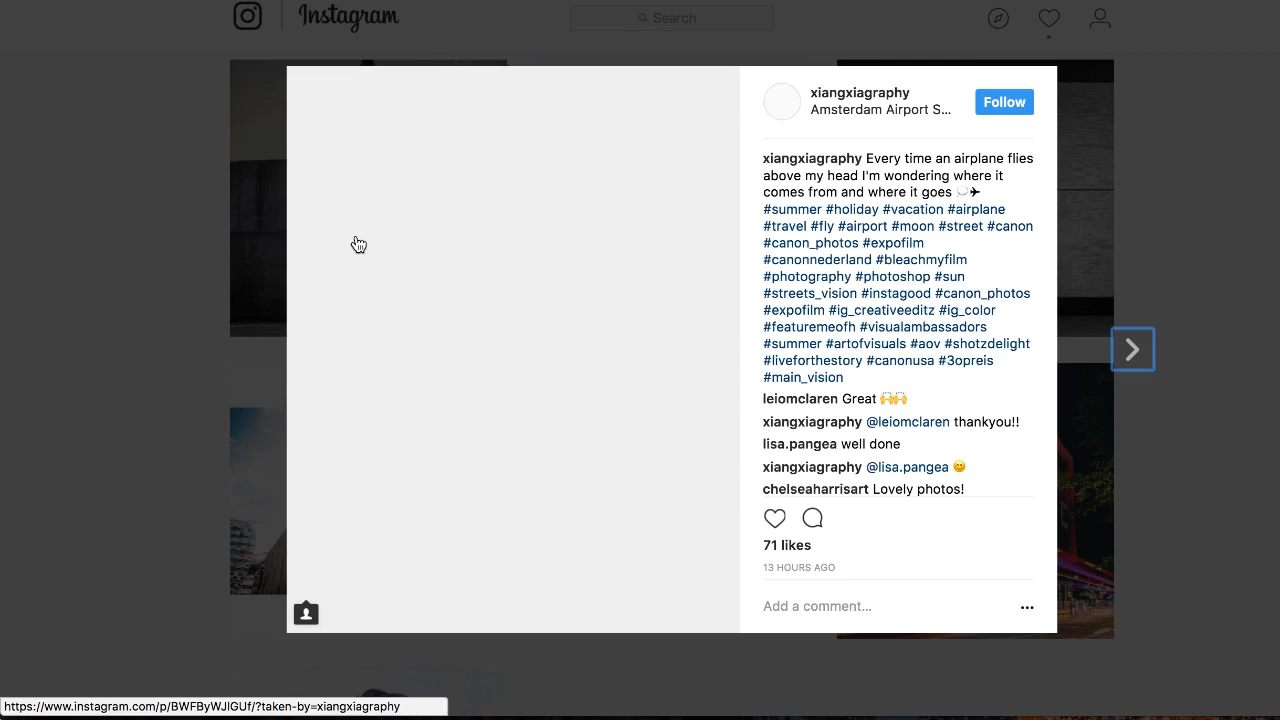 Instagram
Search
xiangxiagraphy
Amsterdam Airport S...
Follow
xiangxiagraphy Every time an airplane flies
above my head I'm wondering where it
comes from and where it goes 💭✈
#summer #holiday #vacation #airplane
#travel #fly #airport #moon #street #canon
#canon_photos #expofilm
#canonnederland #bleachmyfilm
#photography #photoshop #sun
#streets_vision #instagood #canon_photos
#expofilm #ig_creativeeditz #ig_color
#featuremeofh #visualambassadors
#summer #artofvisuals #aov #shotzdelight
#liveforthestory #canonusa #3opreis
#main_vision
leiomclaren Great 🙌🙌
xiangxiagraphy @leiomclaren thankyou!!
lisa.pangea well done
xiangxiagraphy @lisa.pangea 😊
chelseaharrisart Lovely photos!
71 likes
13 HOURS AGO
Add a comment...
https://www.instagram.com/p/BWFByWJlGUf/?taken-by=xiangxiagraphy